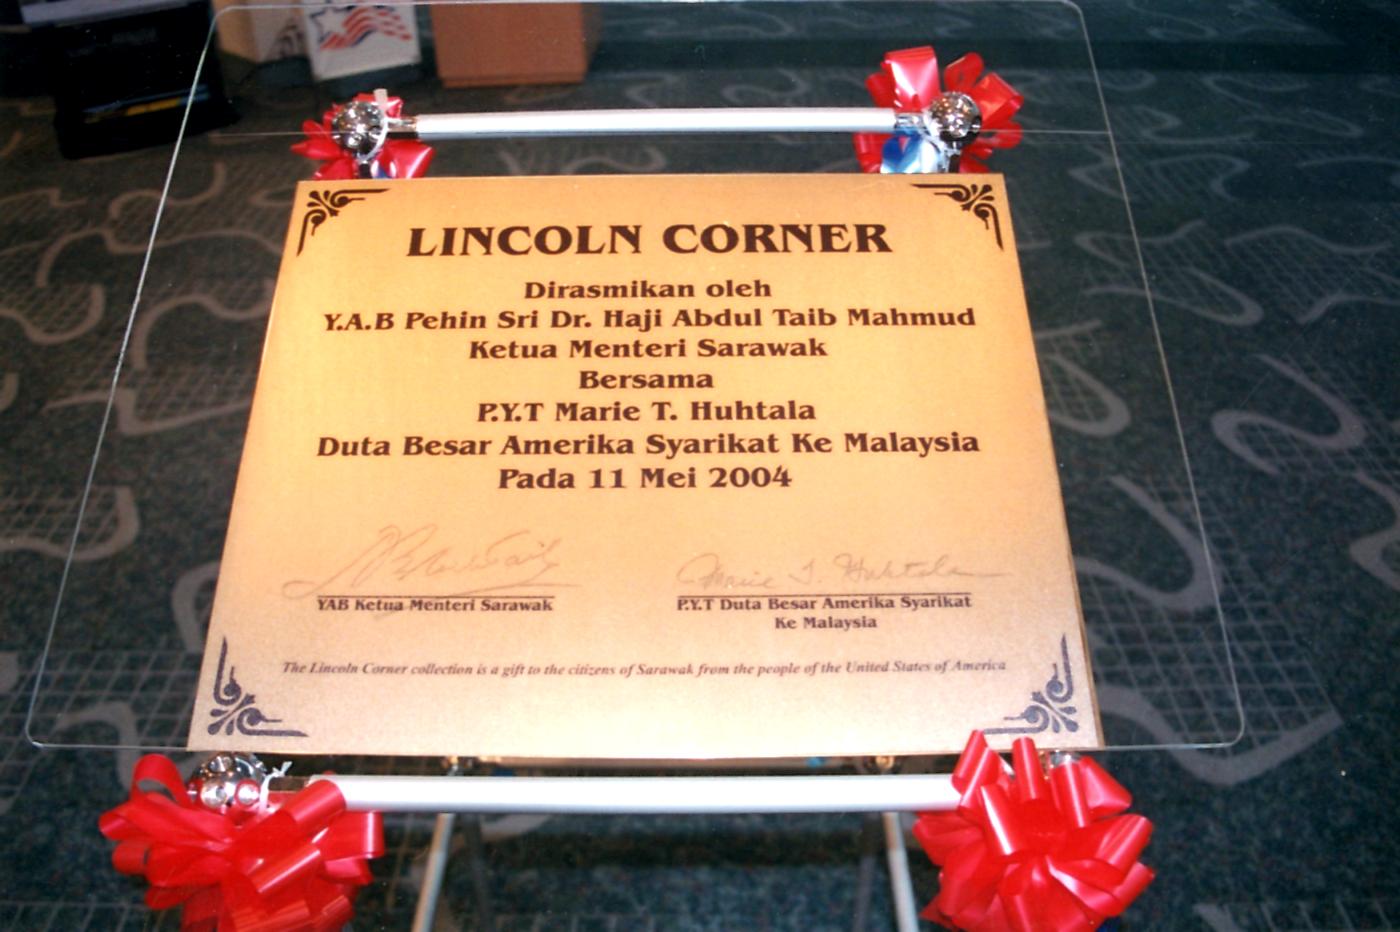 LINCOLN CORNER
Dirasmikan oleh
Y.A.B Pehin Sri Dr. Haji Abdul Taib Mahmud
Ketua Menteri Sarawak
Bersama
P.Y.T Marie T. Huhtala
Duta Besar Amerika Syarikat Ke Malaysia
Pada 11 Mei 2004
Marie T. Huhtala
YAB Ketua Menteri Sarawak
P.Y.T Duta Besar Amerika Syarikat
Ke Malaysia
The Lincoln Corner collection is a gift to the citizens of Sarawak from the people of the United States of America